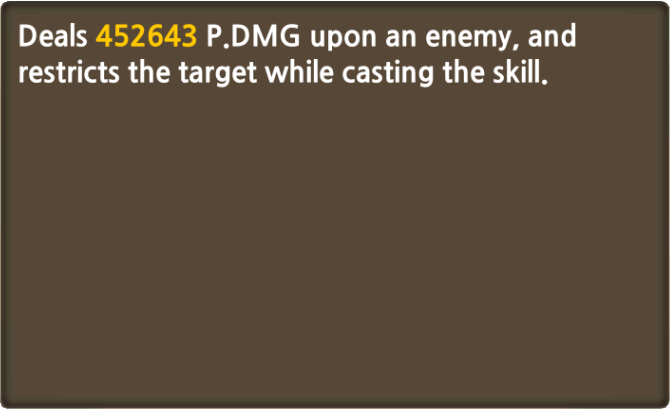 Deals 452643 P.DMG upon an enemy, and
restricts the target while casting the skill.